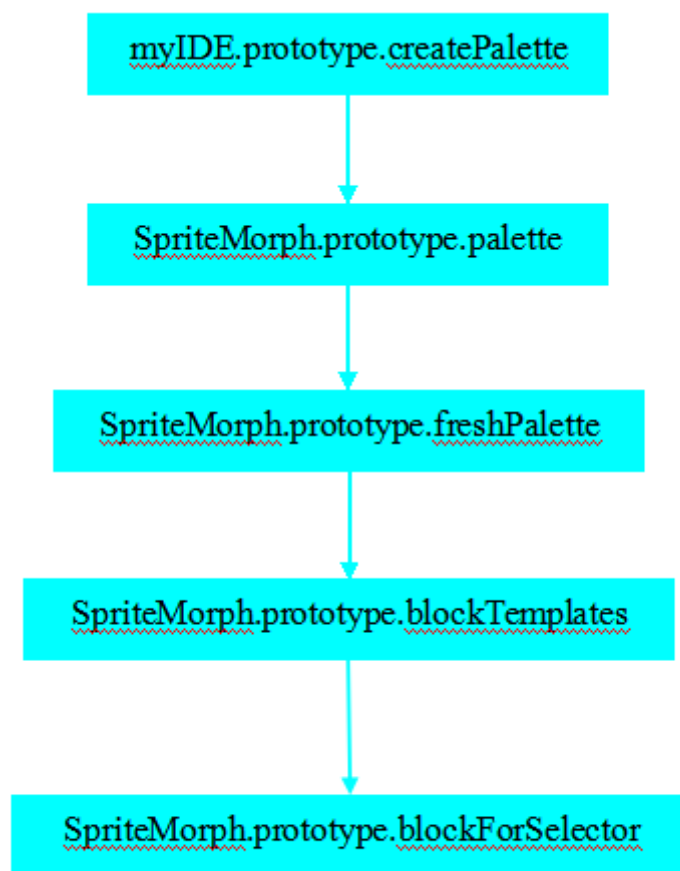 myIDE.prototype.createPalette
SpriteMorph.prototype.palette
SpriteMorph.prototype.freshPalette
SpriteMorph.prototype.blockTemplates
SpriteMorph.prototype.blockForSelector